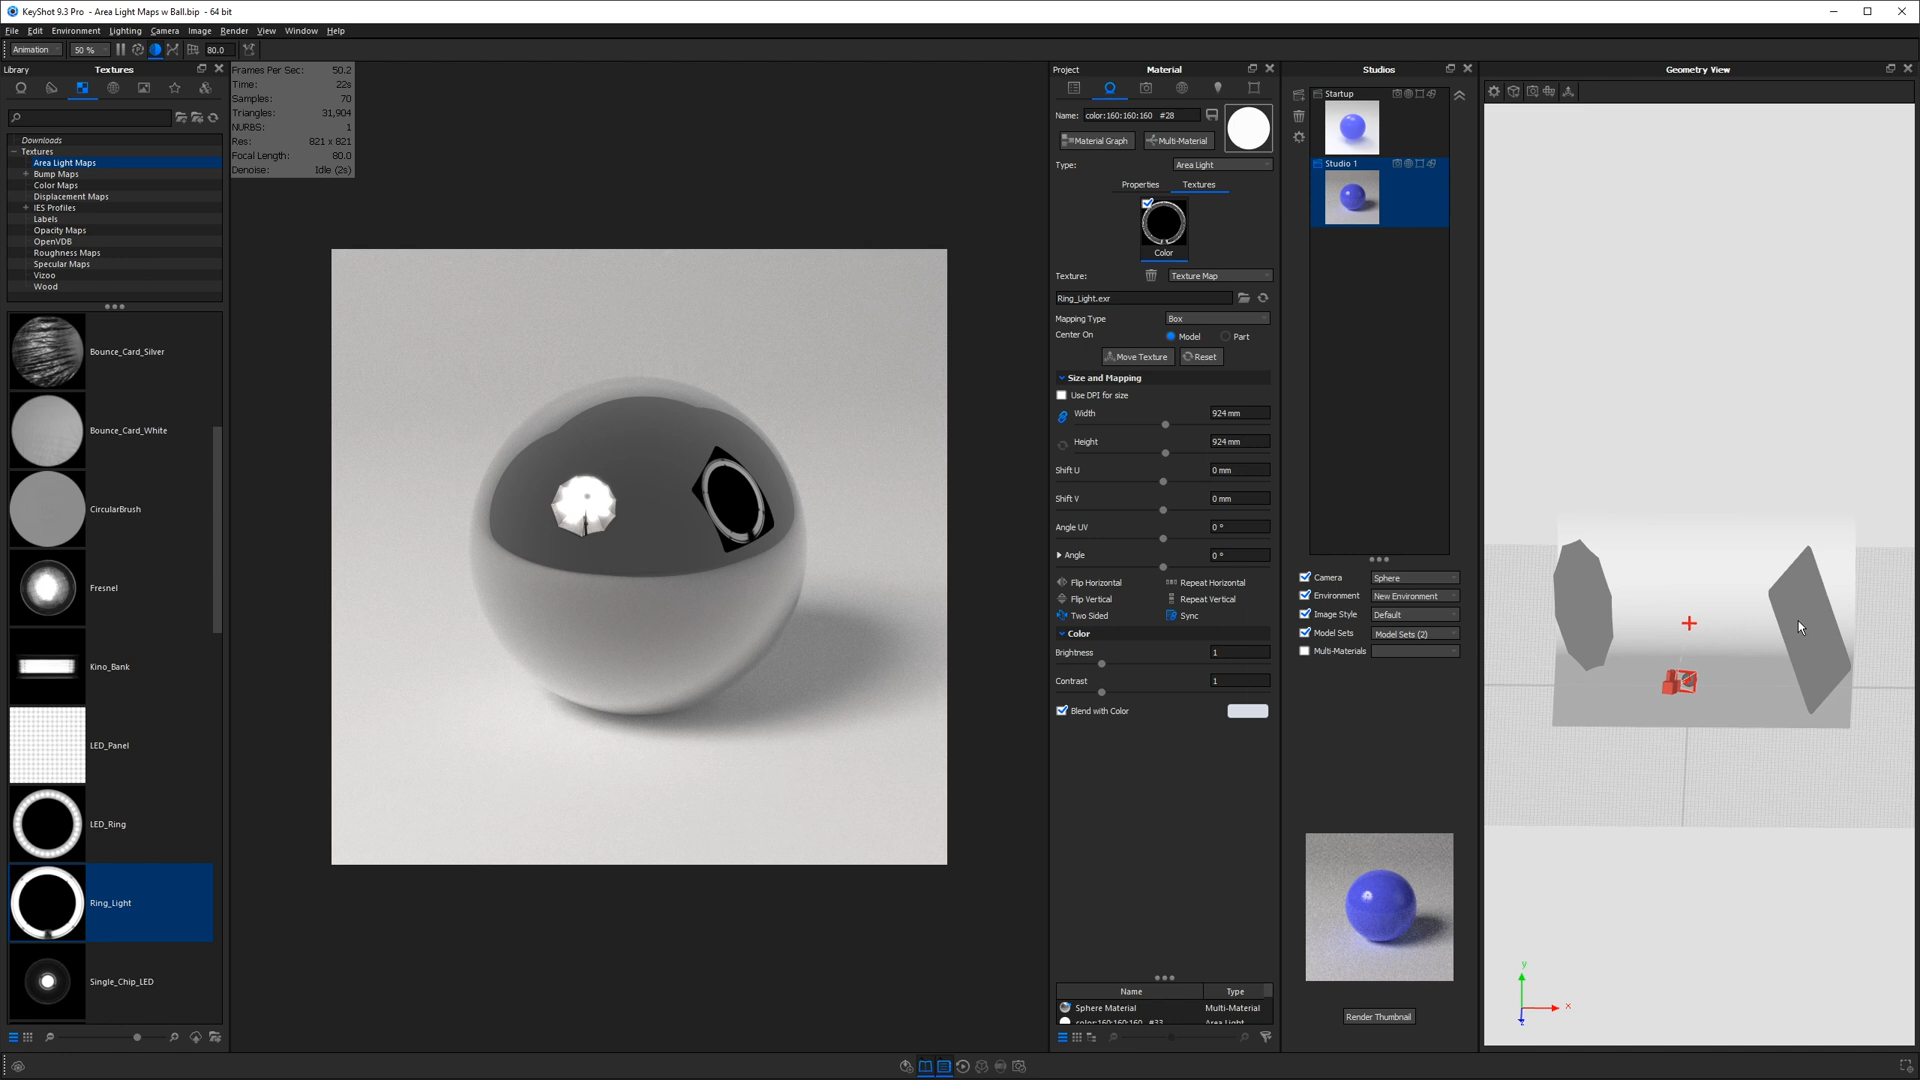 KeyShot 9.3 Pro - Area Light Maps w Ball.bip - 64 bit
File Edit Environment Lighting Camera Image Render View Window Help
Animation 50 % 80.0
Library Textures
Downloads
Textures
Area Light Maps
Bump Maps
Color Maps
Displacement Maps
IES Profiles
Labels
Opacity Maps
OpenVDB
Roughness Maps
Specular Maps
Vizoo
Wood
Bounce_Card_Silver
Bounce_Card_White
CircularBrush
Fresnel
Kino_Bank
LED_Panel
LED_Ring
Ring_Light
Single_Chip_LED
Frames Per Sec: 50.2
Time: 22s
Samples: 70
Triangles: 31,904
NURBS: 1
Res: 821 x 821
Focal Length: 80.0
Denoise: Idle (2s)
Project Material
Name: color:160:160:160 #28
Material Graph Multi-Material
Type: Area Light
Properties Textures
Color
Texture: Texture Map
Ring_Light.exr
Mapping Type Box
Center On Model Part
Move Texture Reset
Size and Mapping
Use DPI for size
Width 924 mm
Height 924 mm
Shift U 0 mm
Shift V 0 mm
Angle UV 0 °
Angle 0 °
Flip Horizontal Repeat Horizontal
Flip Vertical Repeat Vertical
Two Sided Sync
Color
Brightness 1
Contrast 1
Blend with Color
Name Type
Sphere Material Multi-Material
color:160:160:160 #33 Area Light
Studios
Startup
Studio 1
Camera Sphere
Environment New Environment
Image Style Default
Model Sets Model Sets (2)
Multi-Materials
Render Thumbnail
Geometry View
y
x
z